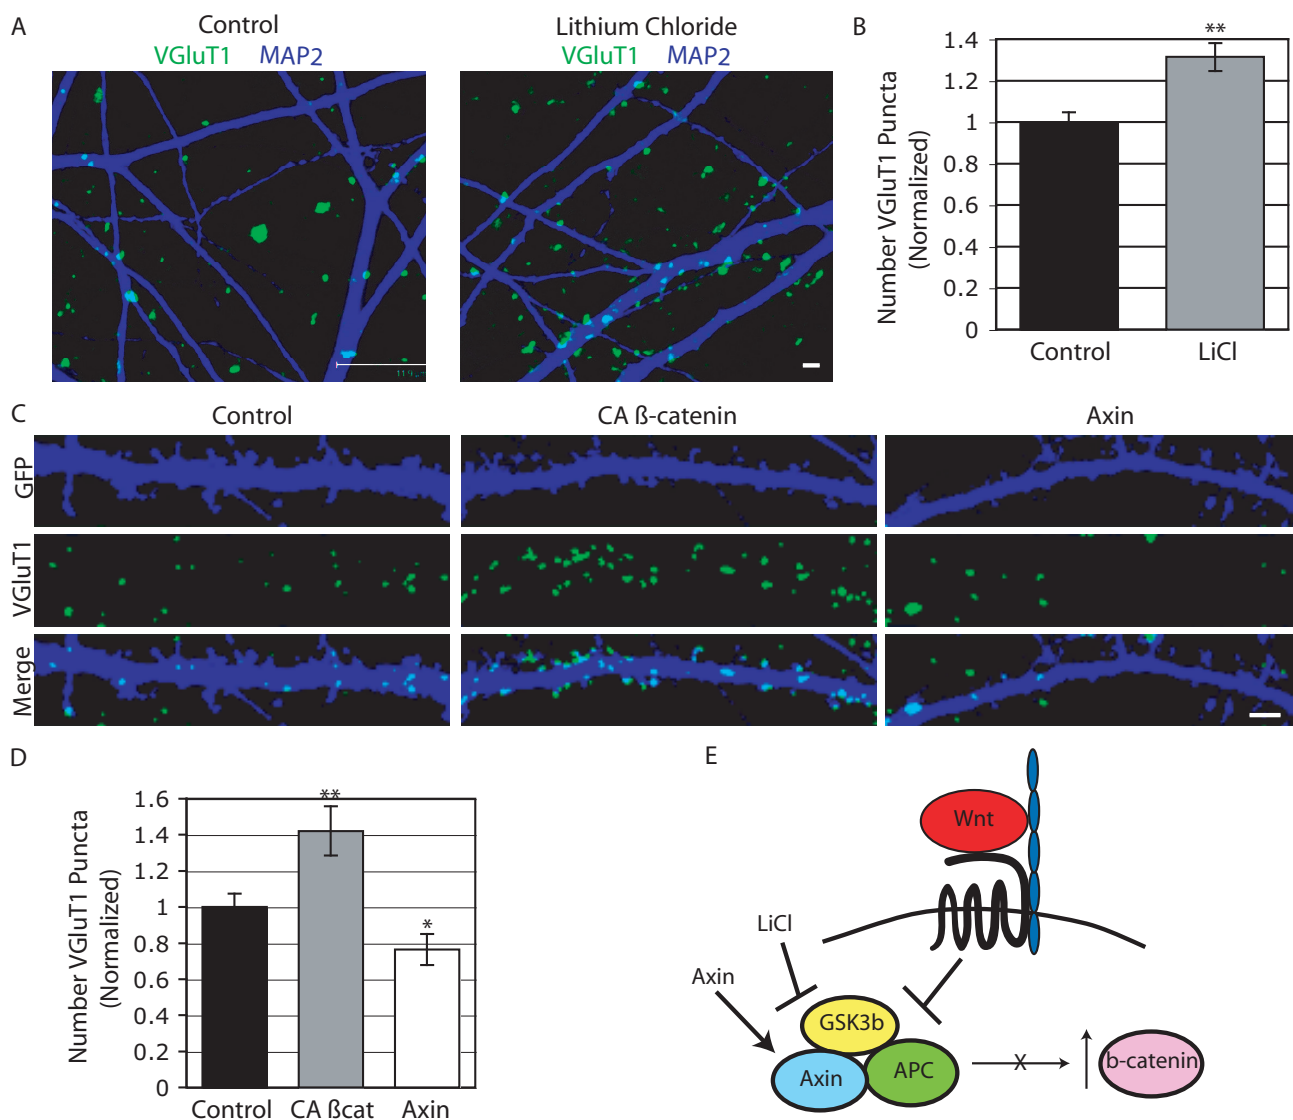 A
Control
VGluT1 MAP2
Lithium Chloride
VGluT1 MAP2
B
**
1.4
1.2
1
0.8
0.6
0.4
0.2
0
Number VGluT1 Puncta
(Normalized)
Control
LiCl
C
Control
CA ß-catenin
Axin
GFP
VGluT1
Merge
D
**
*
1.6
1.4
1.2
1
0.8
0.6
0.4
0.2
0
Number VGluT1 Puncta
(Normalized)
Control
CA ßcat
Axin
E
Wnt
LiCl
Axin
GSK3b
Axin
APC
X
b-catenin